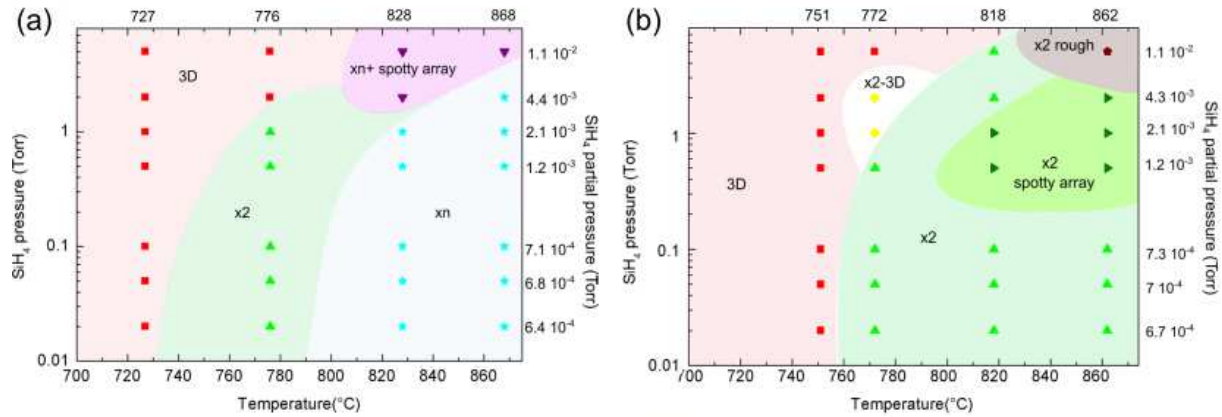 (a)
727 776 828 868
3D
xn+ spotty array
x2
xn
1
0.1
0.01
SiH4 pressure (Torr)
1.1 10-2
4.4 10-3
2.1 10-3
1.2 10-3
7.1 10-4
6.8 10-4
6.4 10-4
SiH4 partial pressure (Torr)
700 720 740 760 780 800 820 840 860
Temperature(°C)
(b)
751 772 818 862
x2 rough
x2-3D
3D
x2
spotty array
x2
1
0.1
0.01
SiH4 pressure (Torr)
1.1 10-2
4.3 10-3
2.1 10-3
1.2 10-3
7.3 10-4
7 10-4
6.7 10-4
SiH4 partial pressure (Torr)
700 720 740 760 780 800 820 840 860
Temperature(°C)